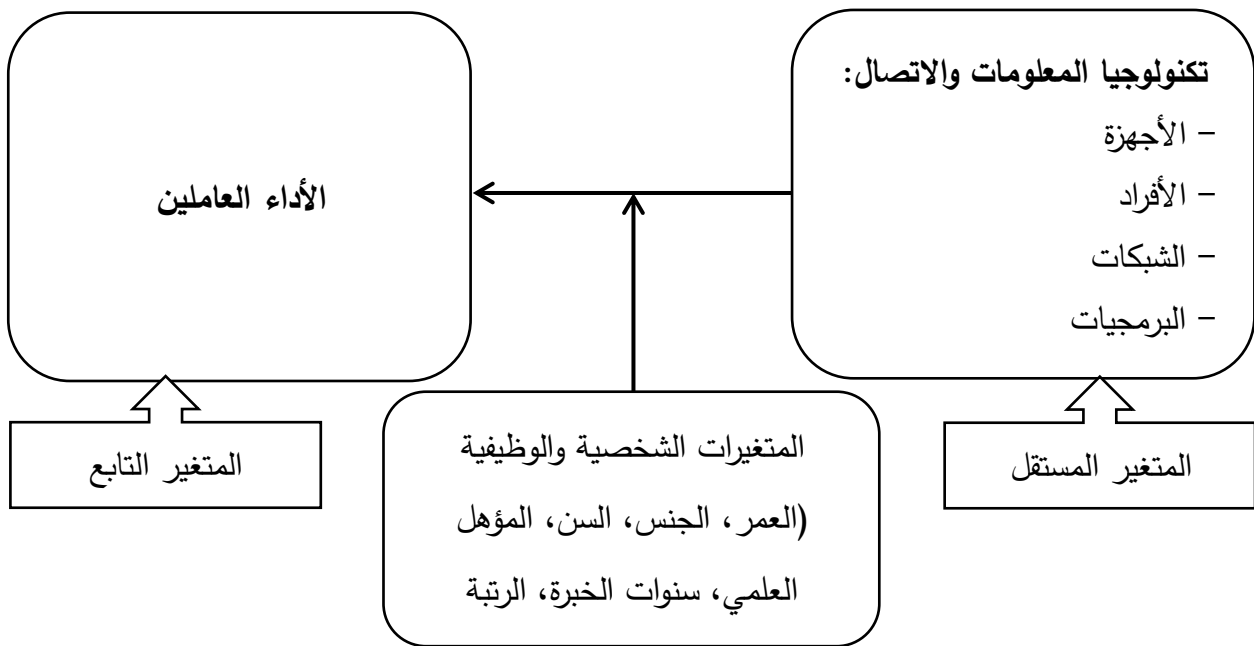 تكنولوجيا المعلومات والاتصال:
- الأجهزة
- الأفراد
- الشبكات
- البرمجيات
الأداء العاملين
المتغير المستقل
المتغير التابع
المتغيرات الشخصية والوظيفية
(العمر، الجنس، السن، المؤهل
العلمي، سنوات الخبرة، الرتبة